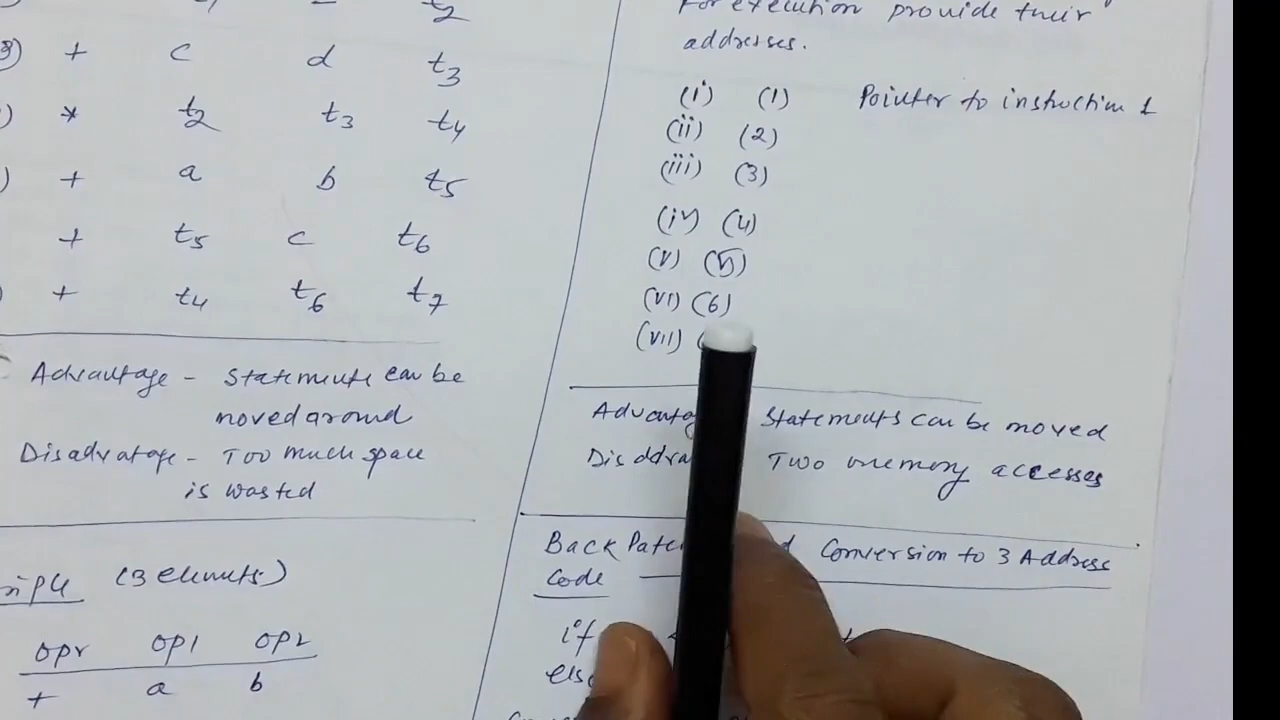 t2
3) + c d t3
) * t2 t3 t4
) + a b t5
+ t5 c t6
) + t4 t6 t7
Advantage - Statements can be
moved around
Disadvatage - Too much space
is wasted
(3 elements)
opr op1 op2
+ a b
For execution provide their
addresses.
(i) (1) Pointer to instruction 1
(ii) (2)
(iii) (3)
(iv) (4)
(v) (5)
(vi) (6)
(vii) (
Statements can be moved
Two memory accesses
Back Conversion to 3 Address
Code
if